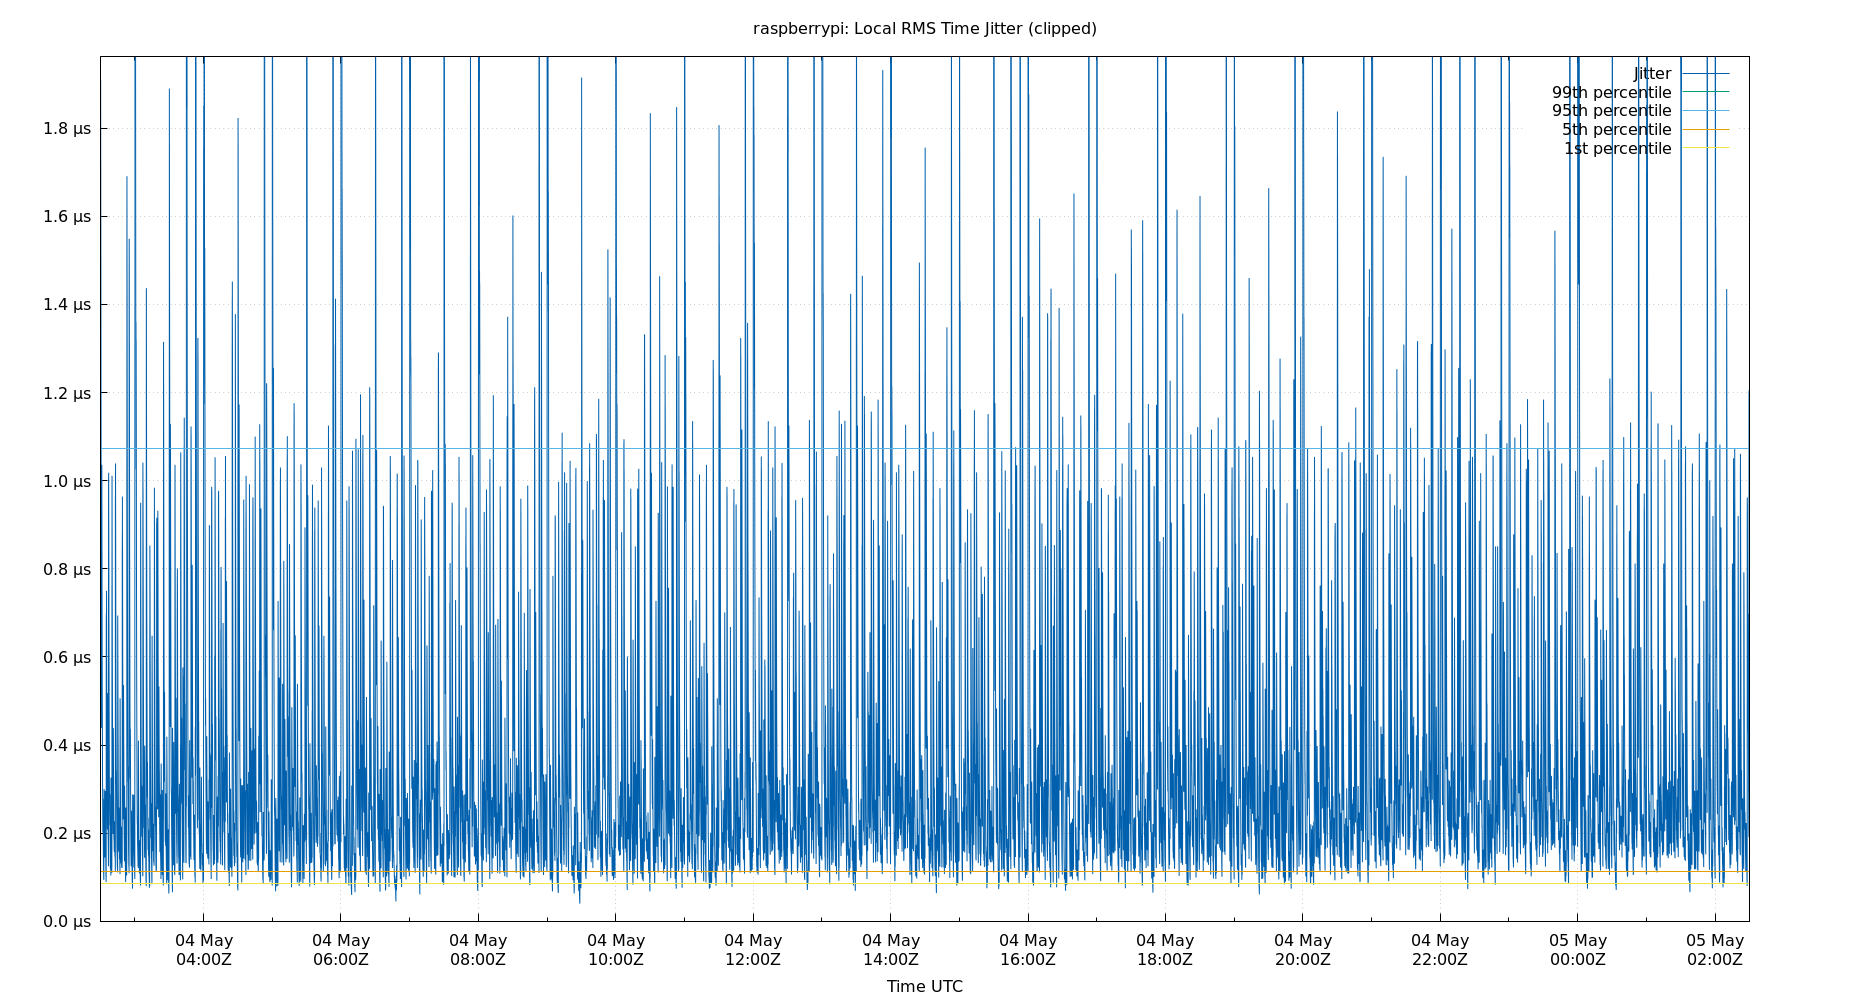 raspberrypi: Local RMS Time Jitter (clipped)
Jitter
99th percentile
95th percentile
5th percentile
1st percentile
1.8 µs
1.6 µs
1.4 µs
1.2 µs
1.0 µs
0.8 µs
0.6 µs
0.4 µs
0.2 µs
0.0 µs
04 May 04 May 04 May 04 May 04 May 04 May 04 May 04 May 04 May 04 May 05 May 05 May
04:00Z 06:00Z 08:00Z 10:00Z 12:00Z 14:00Z 16:00Z 18:00Z 20:00Z 22:00Z 00:00Z 02:00Z
Time UTC